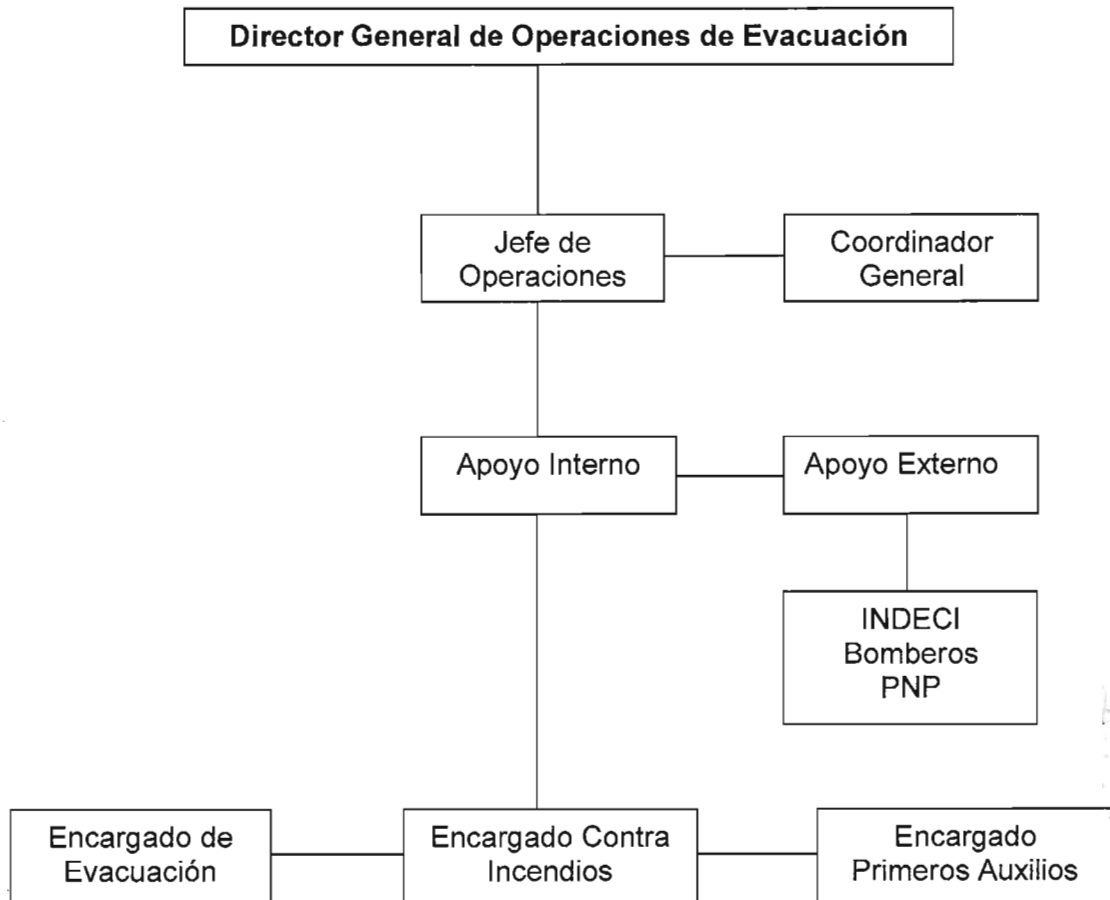 Director General de Operaciones de Evacuación
Jefe de
Operaciones
Coordinador
General
Apoyo Interno
Apoyo Externo
INDECI
Bomberos
PNP
Encargado de
Evacuación
Encargado Contra
Incendios
Encargado
Primeros Auxilios